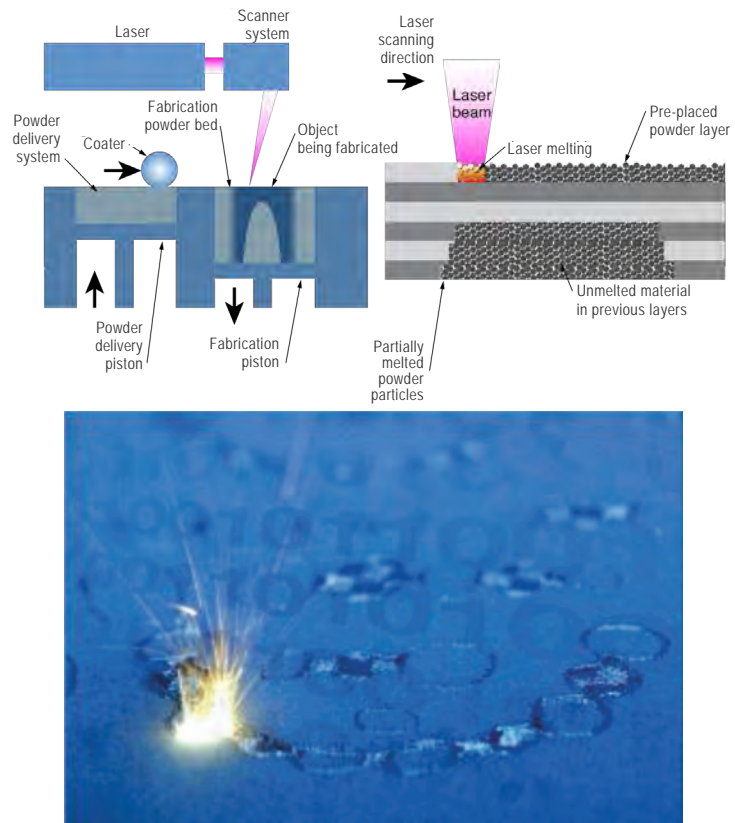 Laser
Scanner
system
Fabrication
powder bed
Powder
delivery
system
Coater
Object
being fabricated
Powder
delivery
piston
Fabrication
piston
Laser
scanning
direction
Laser
beam
Laser melting
Pre-placed
powder layer
Unmelted material
in previous layers
Partially
melted
powder
particles